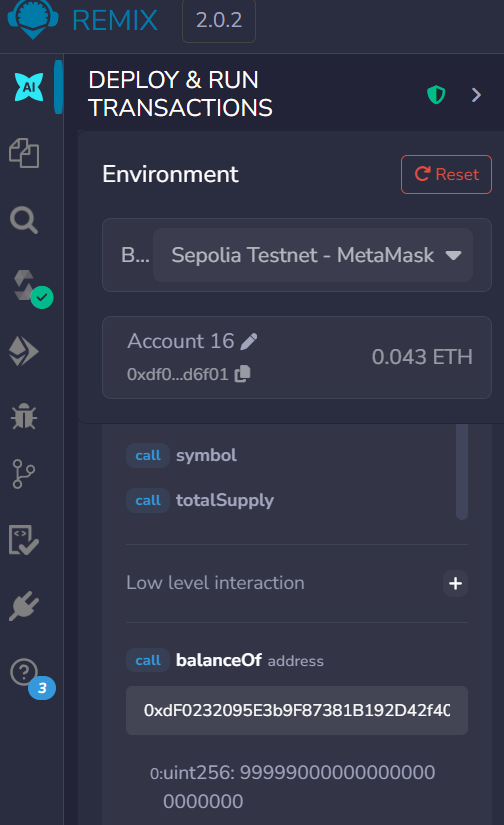 REMIX 2.0.2
AI
DEPLOY & RUN
TRANSACTIONS
Environment
Reset
B...
Sepolia Testnet - MetaMask
Account 16
0xdf0...d6f01
0.043 ETH
call symbol
call totalSupply
Low level interaction
+
call balanceOf address
0xdF0232095E3b9F87381B192D42f40
0:uint256: 99999000000000000
0000000
3